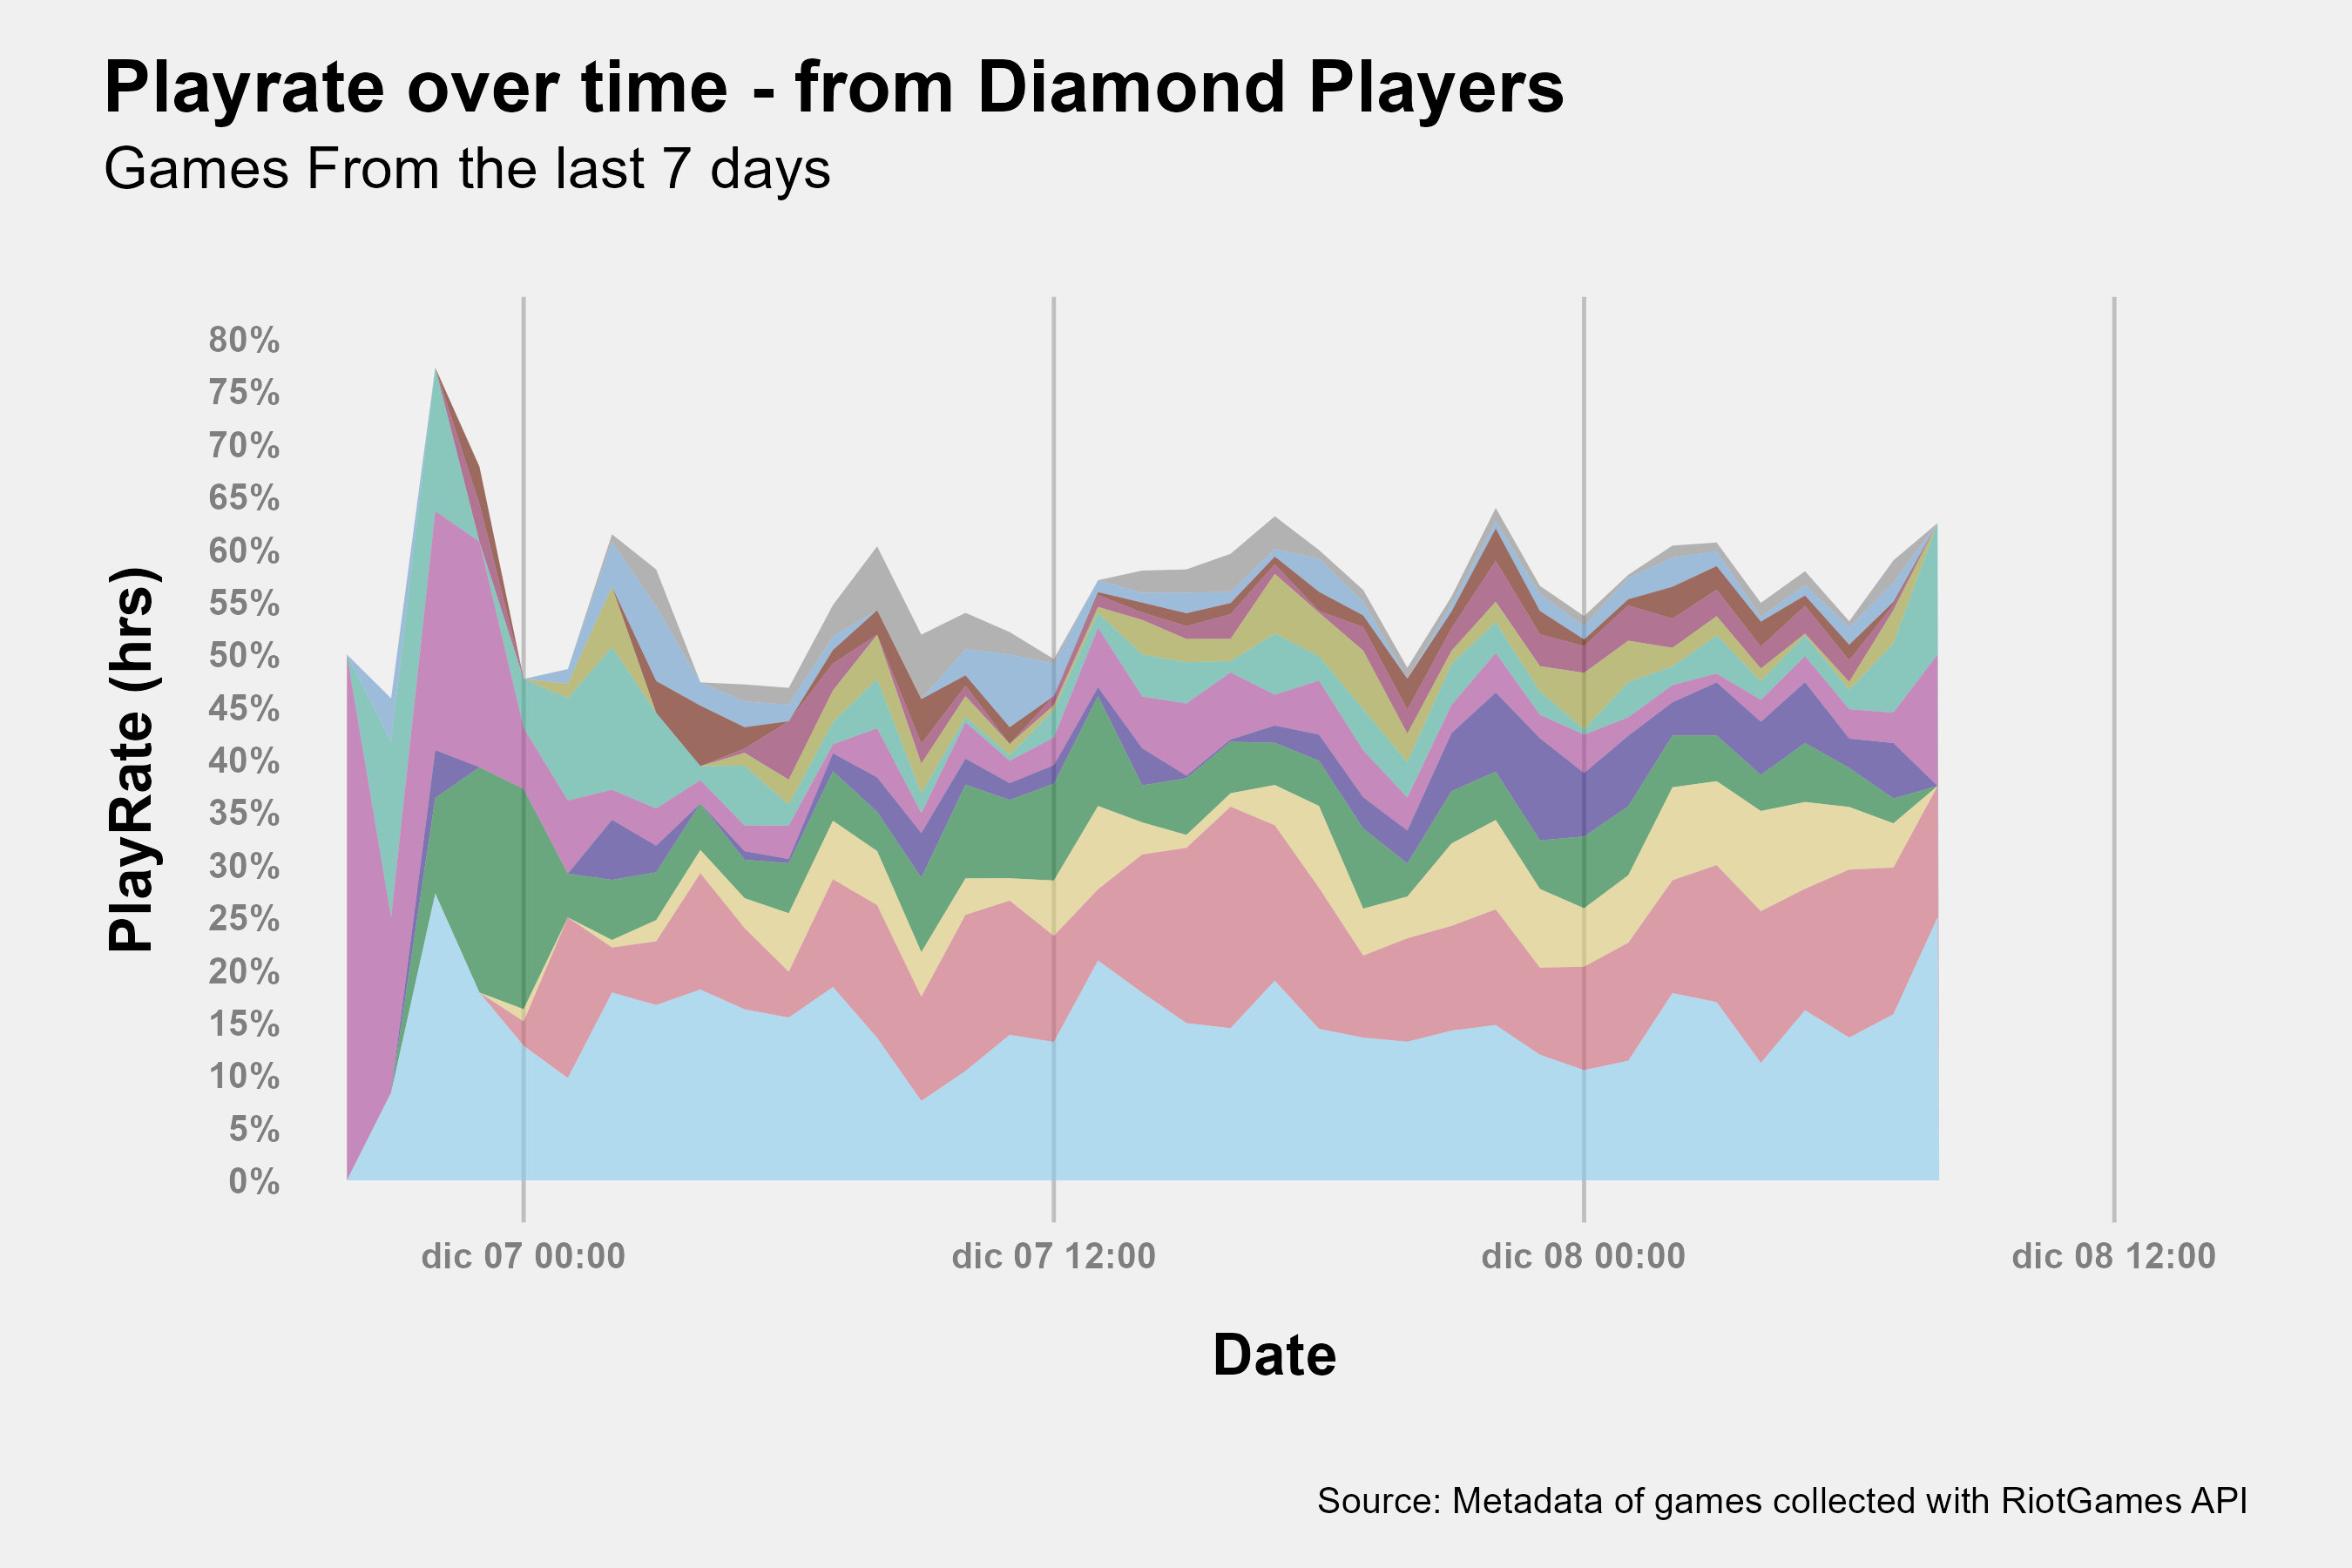 Playrate over time - from Diamond Players
Games From the last 7 days
PlayRate (hrs)
80%
75%
70%
65%
60%
55%
50%
45%
40%
35%
30%
25%
20%
15%
10%
5%
0%
dic 07 00:00
dic 07 12:00
dic 08 00:00
dic 08 12:00
Date
Source: Metadata of games collected with RiotGames API